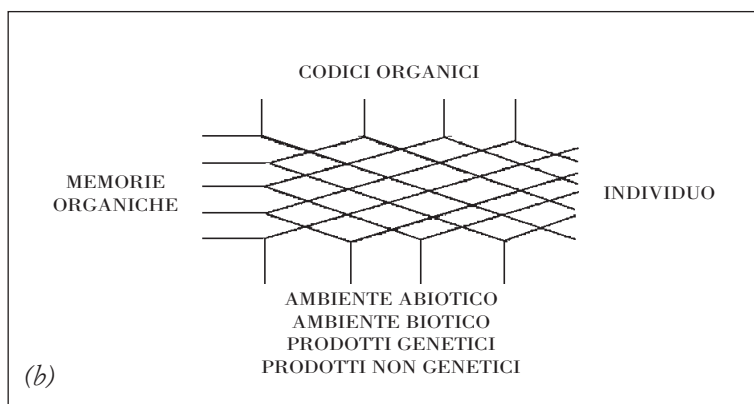 CODICI ORGANICI
MEMORIE
ORGANICHE
INDIVIDUO
AMBIENTE ABIOTICO
AMBIENTE BIOTICO
PRODOTTI GENETICI
PRODOTTI NON GENETICI
(b)